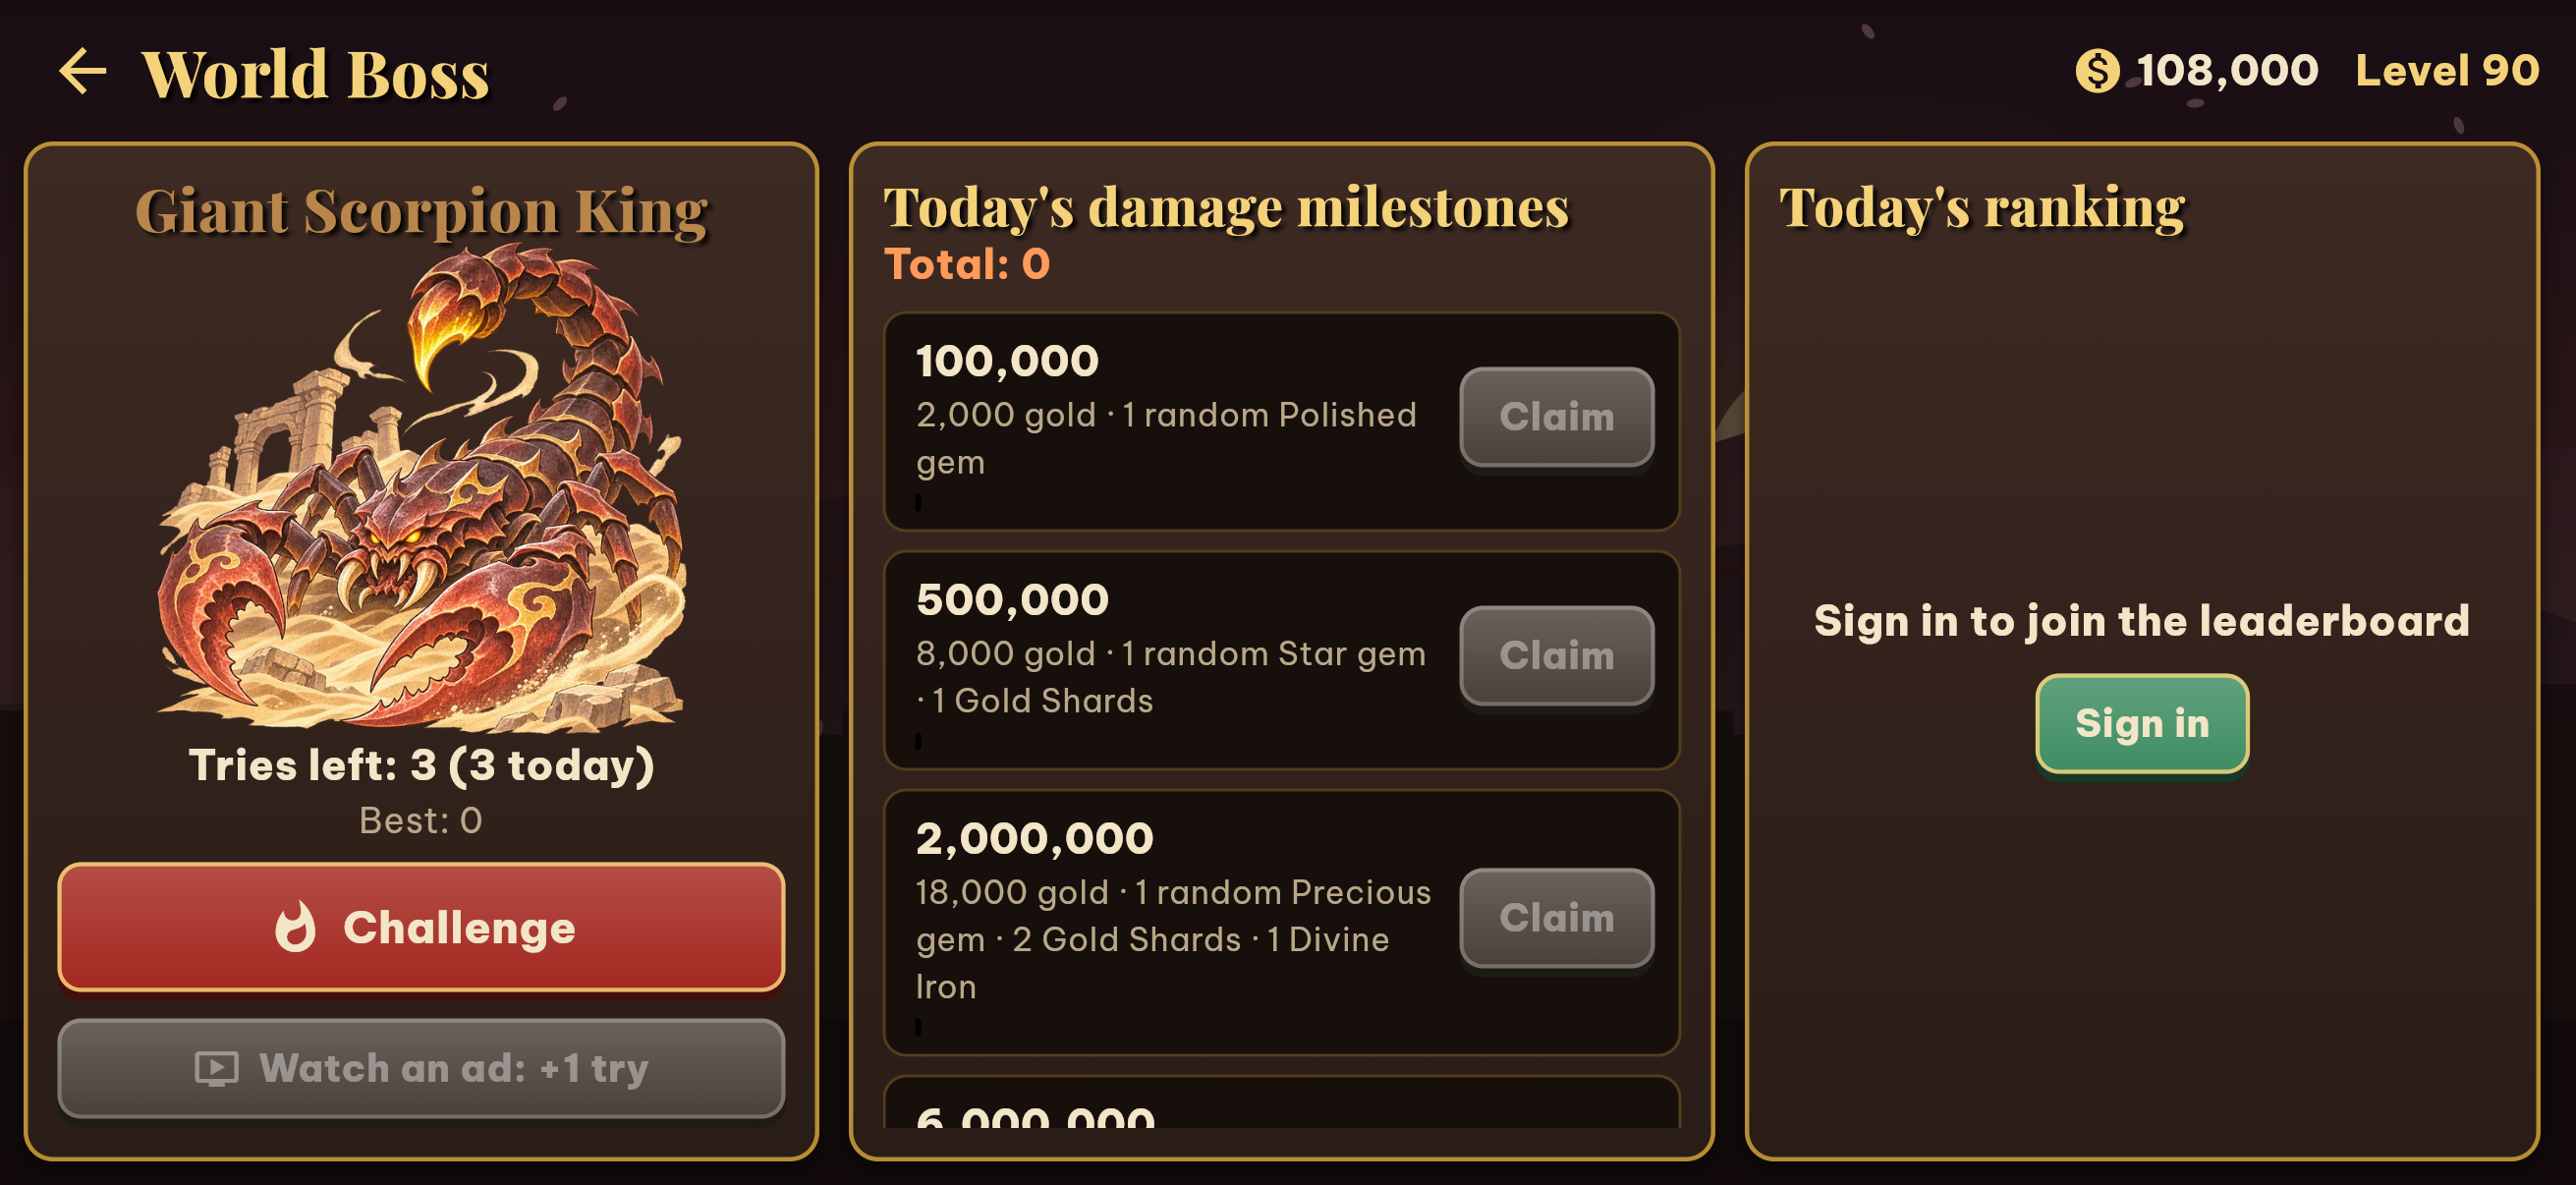 World Boss
108,000 Level 90
Giant Scorpion King
Tries left: 3 (3 today)
Best: 0
Challenge
Watch an ad: +1 try
Today's damage milestones
Total: 0
100,000
2,000 gold · 1 random Polished
gem
Claim
500,000
8,000 gold · 1 random Star gem
· 1 Gold Shards
Claim
2,000,000
18,000 gold · 1 random Precious
gem · 2 Gold Shards · 1 Divine
Iron
Claim
6,000,000
Today's ranking
Sign in to join the leaderboard
Sign in